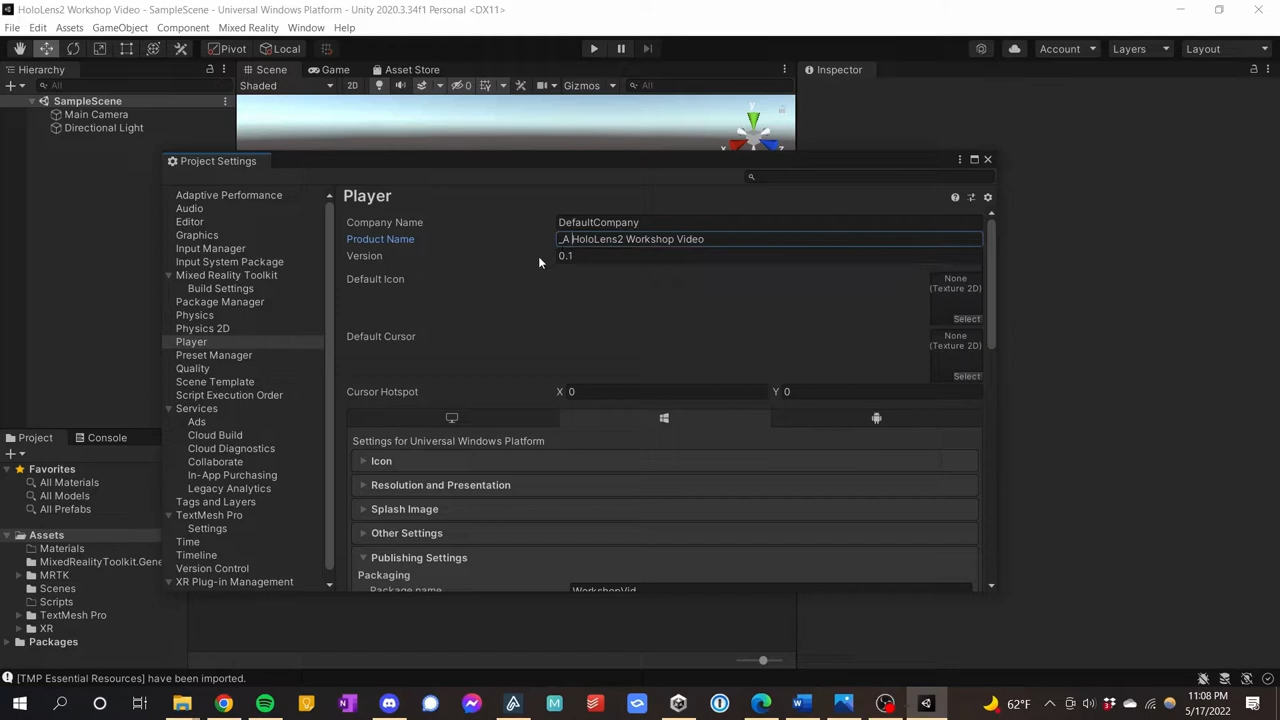 HoloLens2 Workshop Video - SampleScene - Universal Windows Platform - Unity 2020.3.34f1 Personal <DX11>
File Edit Assets GameObject Component Mixed Reality Window Help
Pivot Local Account Layers Layout
Hierarchy Scene Game Asset Store Inspector
All Shaded 2D 0 Gizmos All
SampleScene
Main Camera
Directional Light
y
x z
Project Settings
Adaptive Performance
Audio
Editor
Graphics
Input Manager
Input System Package
Mixed Reality Toolkit
Build Settings
Package Manager
Physics
Physics 2D
Player
Preset Manager
Quality
Scene Template
Script Execution Order
Services
Ads
Cloud Build
Cloud Diagnostics
Collaborate
In-App Purchasing
Legacy Analytics
Tags and Layers
TextMesh Pro
Settings
Time
Timeline
Version Control
XR Plug-in Management
Player
Company Name DefaultCompany
Product Name _A HoloLens2 Workshop Video
Version 0.1
Default Icon None
(Texture 2D)
Select
Default Cursor None
(Texture 2D)
Select
Cursor Hotspot X 0 Y 0
Settings for Universal Windows Platform
Icon
Resolution and Presentation
Splash Image
Other Settings
Publishing Settings
Packaging
Package name WorkshopVid
Project Console
Favorites
All Materials
All Models
All Prefabs
Assets
Materials
MixedRealityToolkit.Gene
MRTK
Scenes
Scripts
TextMesh Pro
XR
Packages
[TMP Essential Resources] have been imported.
62°F
11:08 PM
5/17/2022